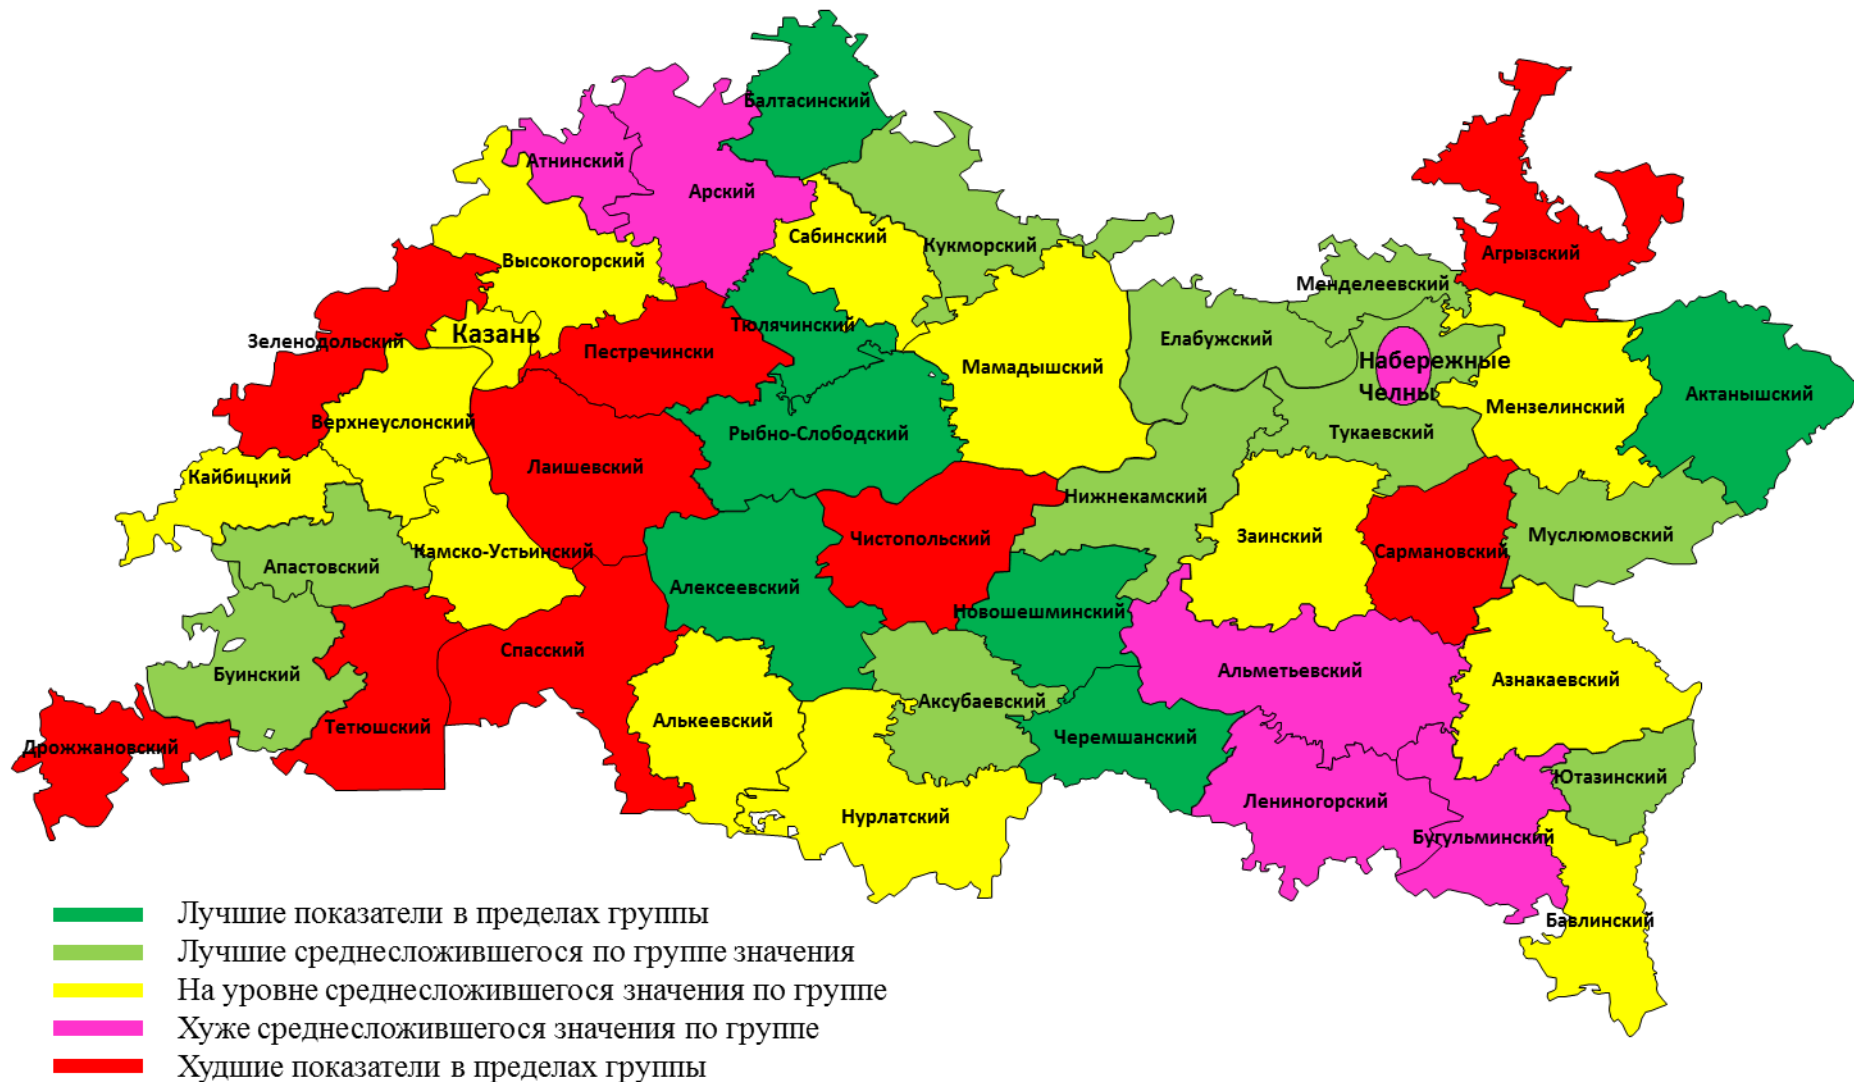 Балтасинский
Атнинский
Арский
Сабинский
Кукморский
Высокогорский
Агрызский
Менделеевский
Казань
Зеленодольский
Тюлячинский
Пестречински
Елабужский
Мамадышский
Набережные
Челны
Актанышский
Мензелинский
Верхнеуслонский
Рыбно-Слободский
Тукаевский
Лаишевский
Кайбицкий
Нижнекамский
Заинский
Муслюмовский
Чистопольский
Камско-Устьинский
Сармановский
Апастовский
Алексеевский
Новошешминский
Спасский
Буинский
Альметьевский
Азнакаевский
Аксубаевский
Алькеевский
Тетюшский
Черемшанский
Дрожжановский
Ютазинский
Лениногорский
Нурлатский
Бугульминский
Бавлинский
Лучшие показатели в пределах группы
Лучшие среднесложившегося по группе значения
На уровне среднесложившегося значения по группе
Хуже среднесложившегося значения по группе
Худшие показатели в пределах группы